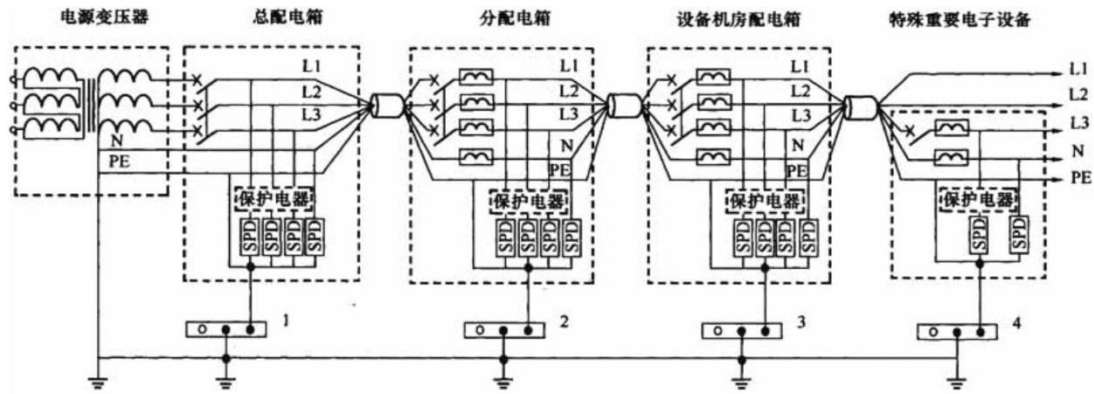 电源变压器 总配电箱 分配电箱 设备机房配电箱 特殊重要电子设备
L1 L1 L1 L1
L2 L2 L2 L2
L3 L3 L3 L3
N N N N
PE PE PE PE
保护电器 保护电器 保护电器 保护电器
SPD SPD SPD SPD SPD SPD SPD SPD SPD SPD SPD SPD SPD SPD
1 2 3 4